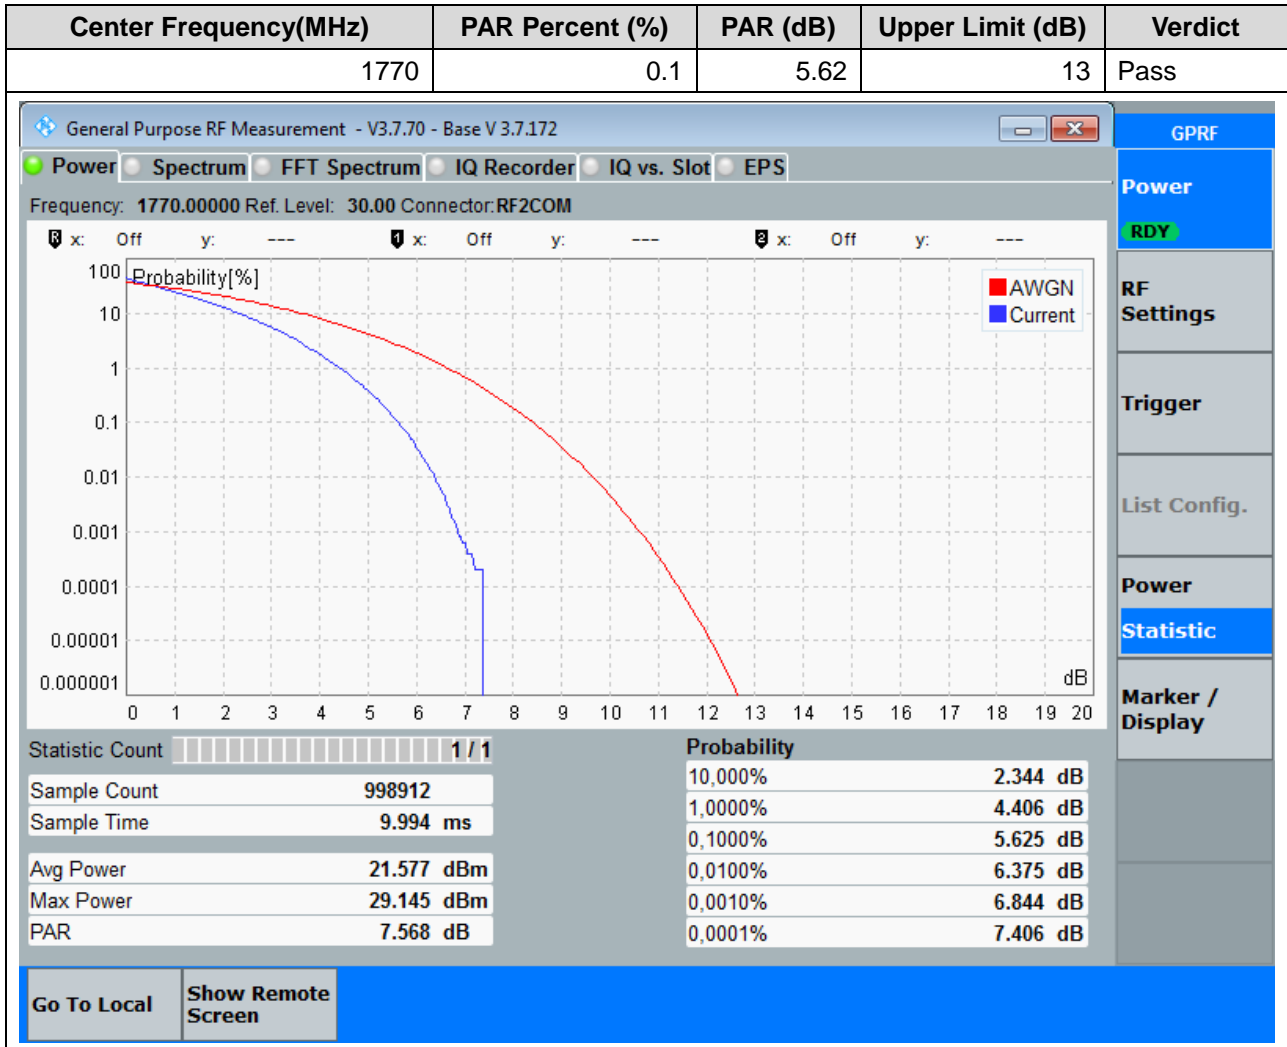 Center Frequency(MHz) PAR Percent (%) PAR (dB) Upper Limit (dB) Verdict
1770 0.1 5.62 13 Pass
General Purpose RF Measurement - V3.7.70 - Base V 3.7.172
GPRF
Power Spectrum FFT Spectrum IQ Recorder IQ vs. Slot EPS
Frequency: 1770.00000 Ref. Level: 30.00 Connector:RF2COM
R x: Off y: --- 1 x: Off y: --- 2 x: Off y: ---
Probability[%]
AWGN
Current
100
10
1
0.1
0.01
0.001
0.0001
0.00001
0.000001
dB
0 1 2 3 4 5 6 7 8 9 10 11 12 13 14 15 16 17 18 19 20
Statistic Count 1 / 1
Sample Count 998912
Sample Time 9.994 ms
Avg Power 21.577 dBm
Max Power 29.145 dBm
PAR 7.568 dB
Probability
10,000% 2.344 dB
1,0000% 4.406 dB
0,1000% 5.625 dB
0,0100% 6.375 dB
0,0010% 6.844 dB
0,0001% 7.406 dB
Power
RDY
RF
Settings
Trigger
List Config.
Power
Statistic
Marker /
Display
Go To Local
Show Remote
Screen